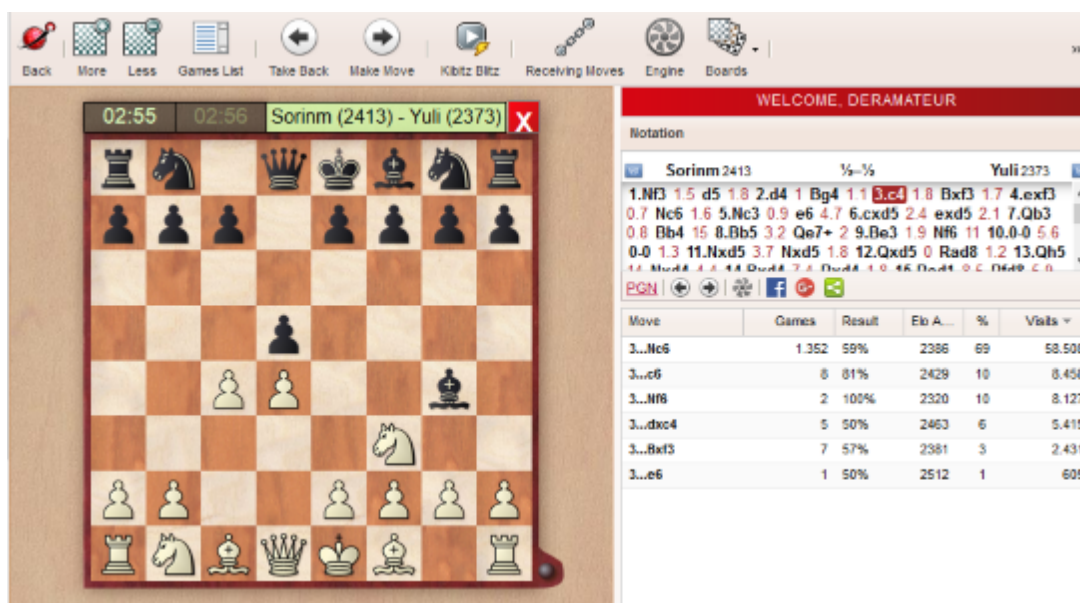 Back More Less Games List Take Back Make Move Kibitz Blitz Receiving Moves Engine Boards »
02:55 02:56 Sorinm (2413) - Yuli (2373) X
WELCOME, DERAMATEUR
Notation
Sorinm 2413 ½–½ Yuli 2373
1.Nf3 1.5 d5 1.8 2.d4 1 Bg4 1.1 3.c4 1.8 Bxf3 1.7 4.exf3
0.7 Nc6 1.6 5.Nc3 0.9 e6 4.7 6.cxd5 2.4 exd5 2.1 7.Qb3
0.8 Bb4 15 8.Bb5 3.2 Qe7+ 2 9.Be3 1.9 Nf6 11 10.0-0 5.6
0-0 1.3 11.Nxd5 3.7 Nxd5 1.8 12.Qxd5 0 Rad8 1.2 13.Qh5
PGN
Move Games Result Elo A... % Visits
3...Nc6 1.352 59% 2386 69 58.508
3...c6 8 81% 2429 10
3...Nf6 2 100% 2320 10 8.127
3...dxc4 5 50% 2463 6
3...Bxf3 7 57% 2381 3
3...e6 1 50% 2512 1